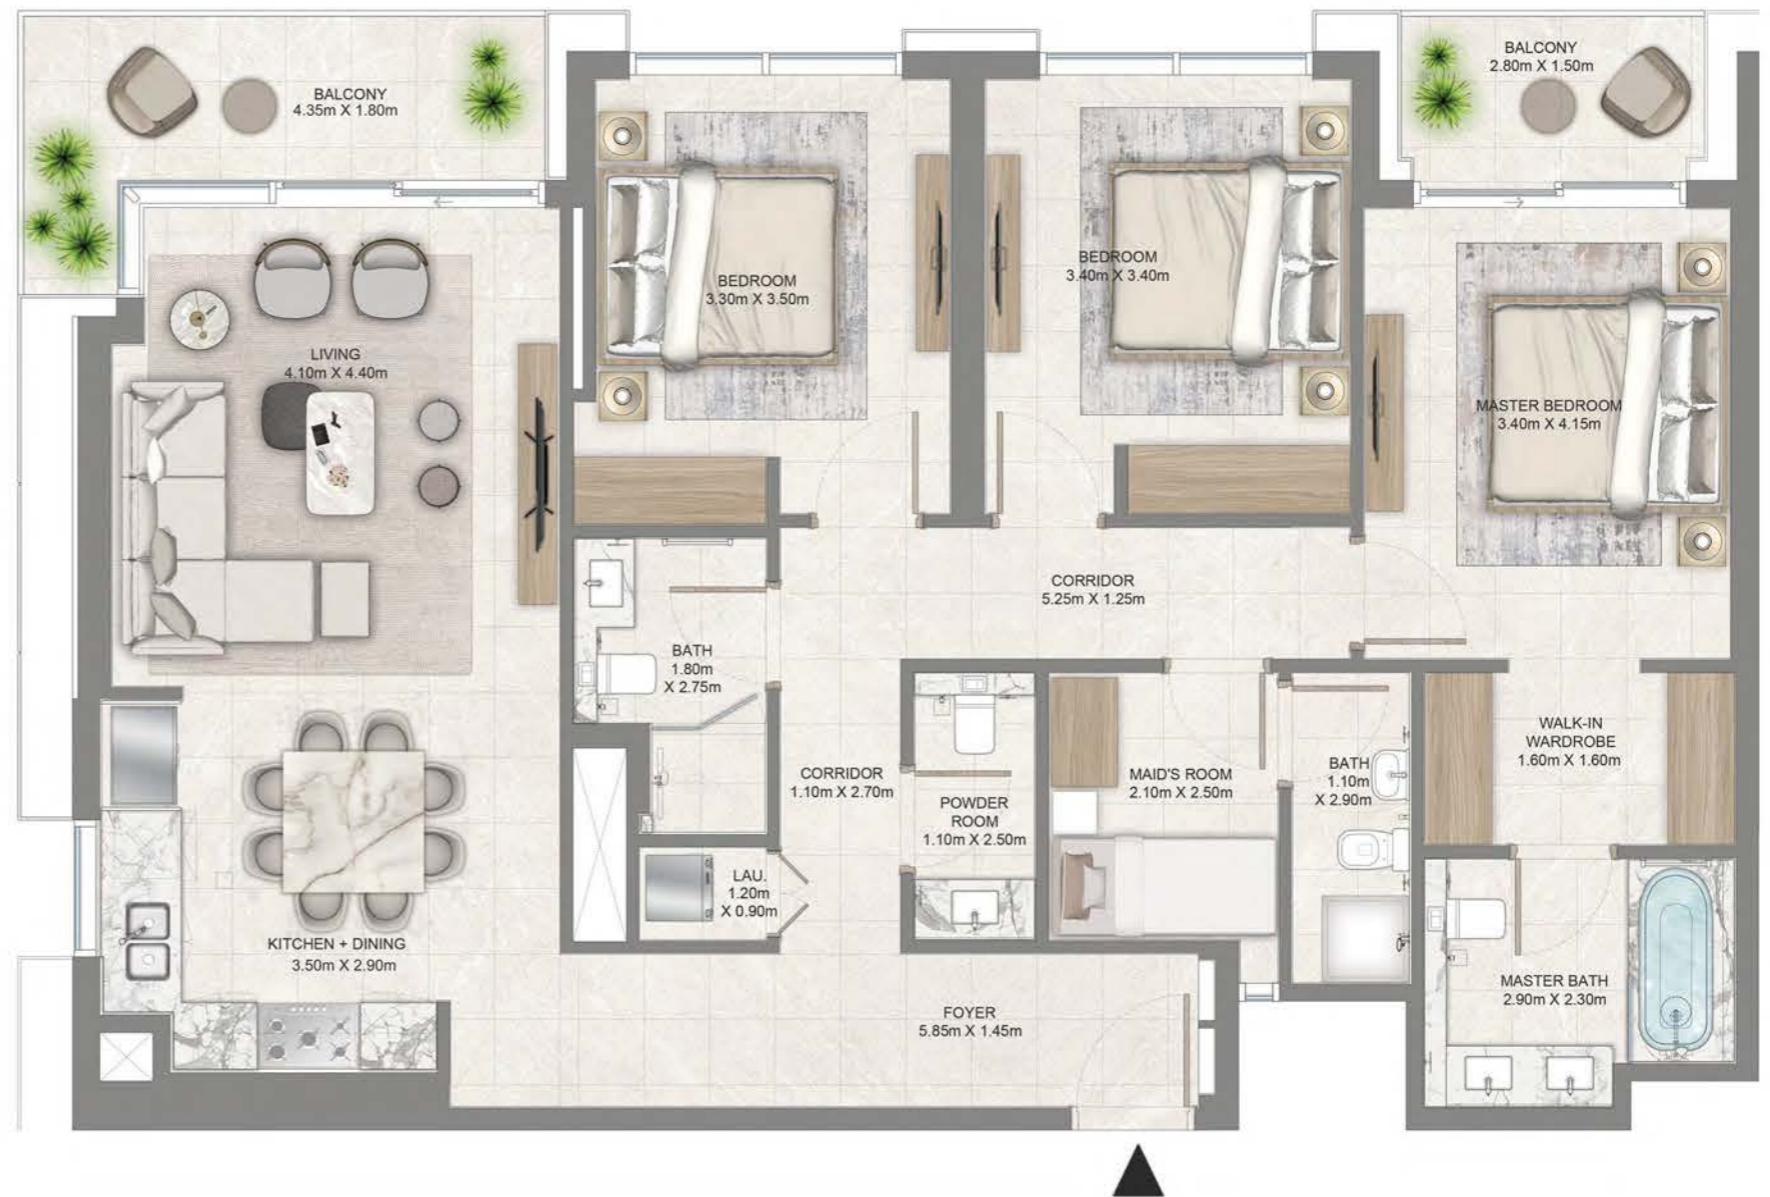 BALCONY
4.35m X 1.80m
BALCONY
2.80m X 1.50m
BEDROOM
3.30m X 3.50m
BEDROOM
3.40m X 3.40m
LIVING
4.10m X 4.40m
MASTER BEDROOM
3.40m X 4.15m
CORRIDOR
5.25m X 1.25m
BATH
1.80m
X 2.75m
CORRIDOR
1.10m X 2.70m
POWDER
ROOM
1.10m X 2.50m
MAID'S ROOM
2.10m X 2.50m
BATH
1.10m
X 2.90m
WALK-IN
WARDROBE
1.60m X 1.60m
LAU.
1.20m
X 0.90m
KITCHEN + DINING
3.50m X 2.90m
FOYER
5.85m X 1.45m
MASTER BATH
2.90m X 2.30m